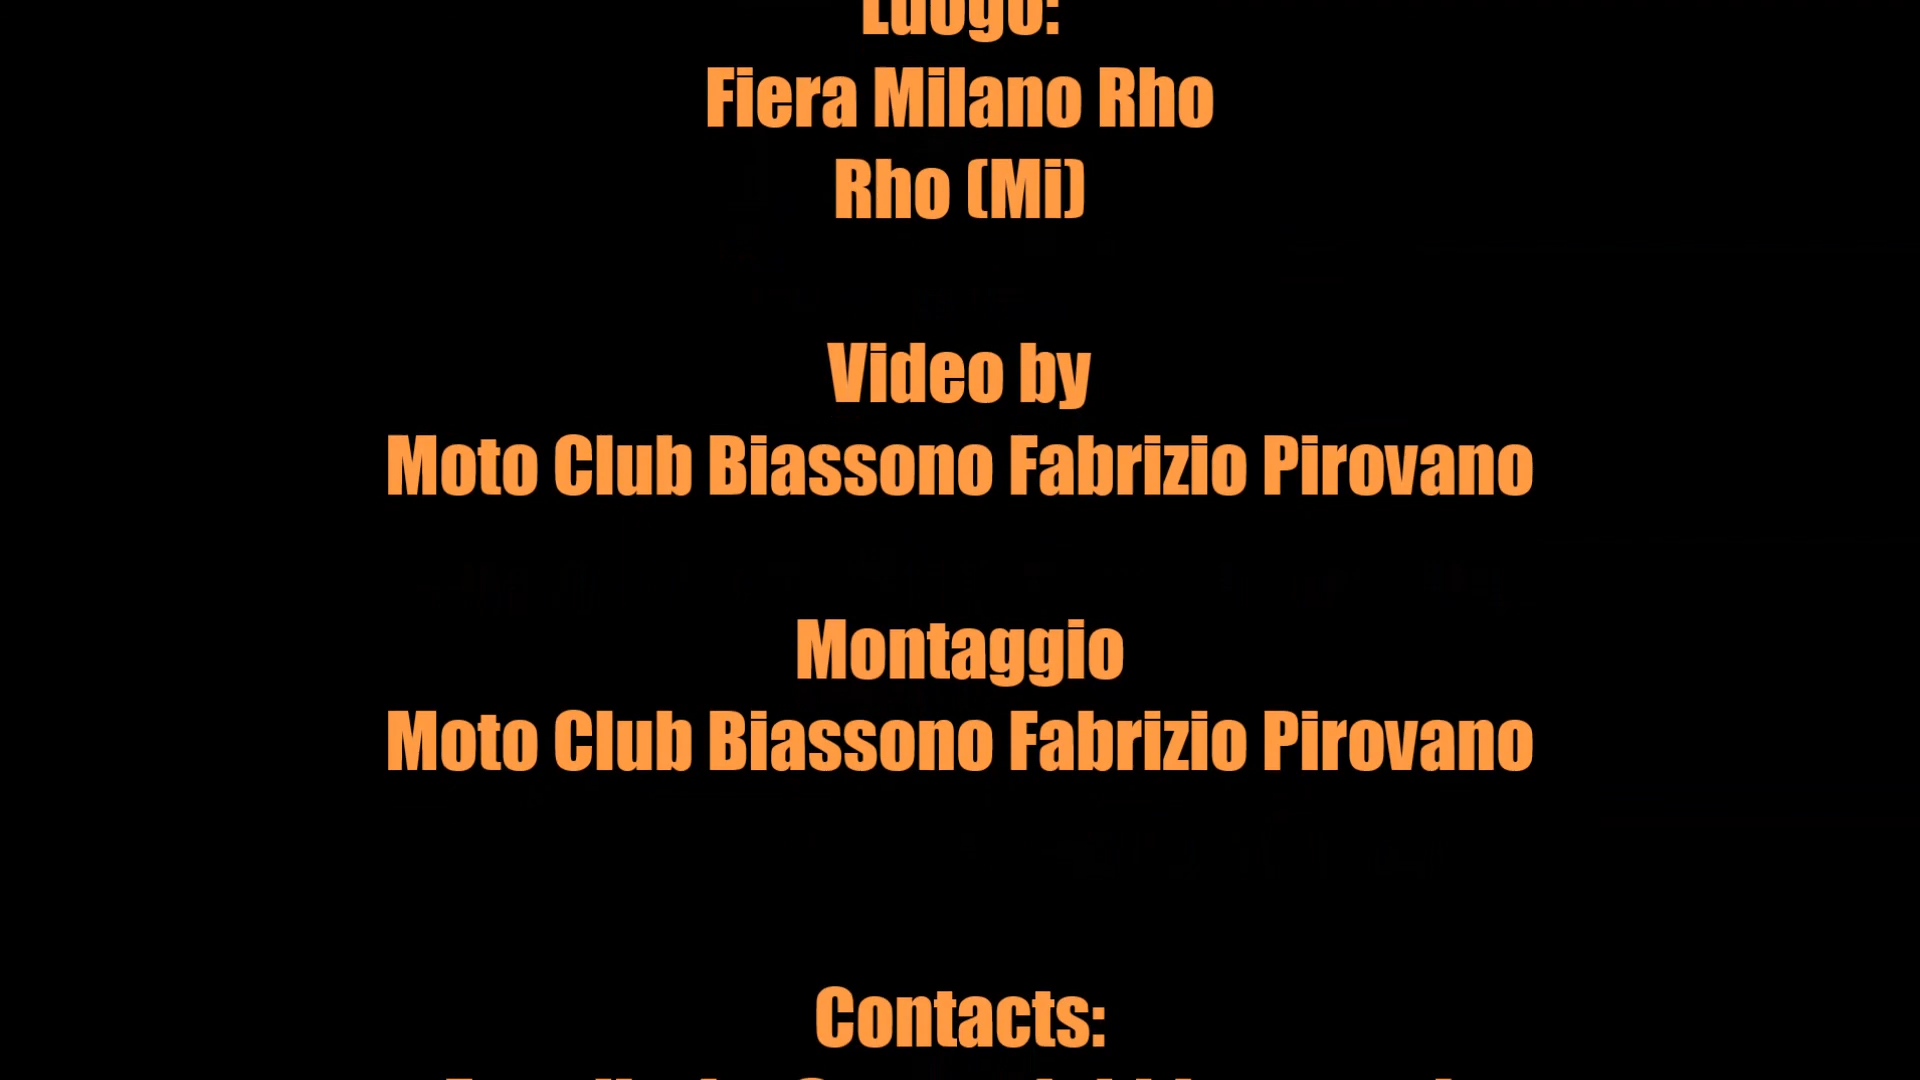 Luogo:
Fiera Milano Rho
Rho (Mi)
Video by
Moto Club Biassono Fabrizio Pirovano
Montaggio
Moto Club Biassono Fabrizio Pirovano
Contacts: